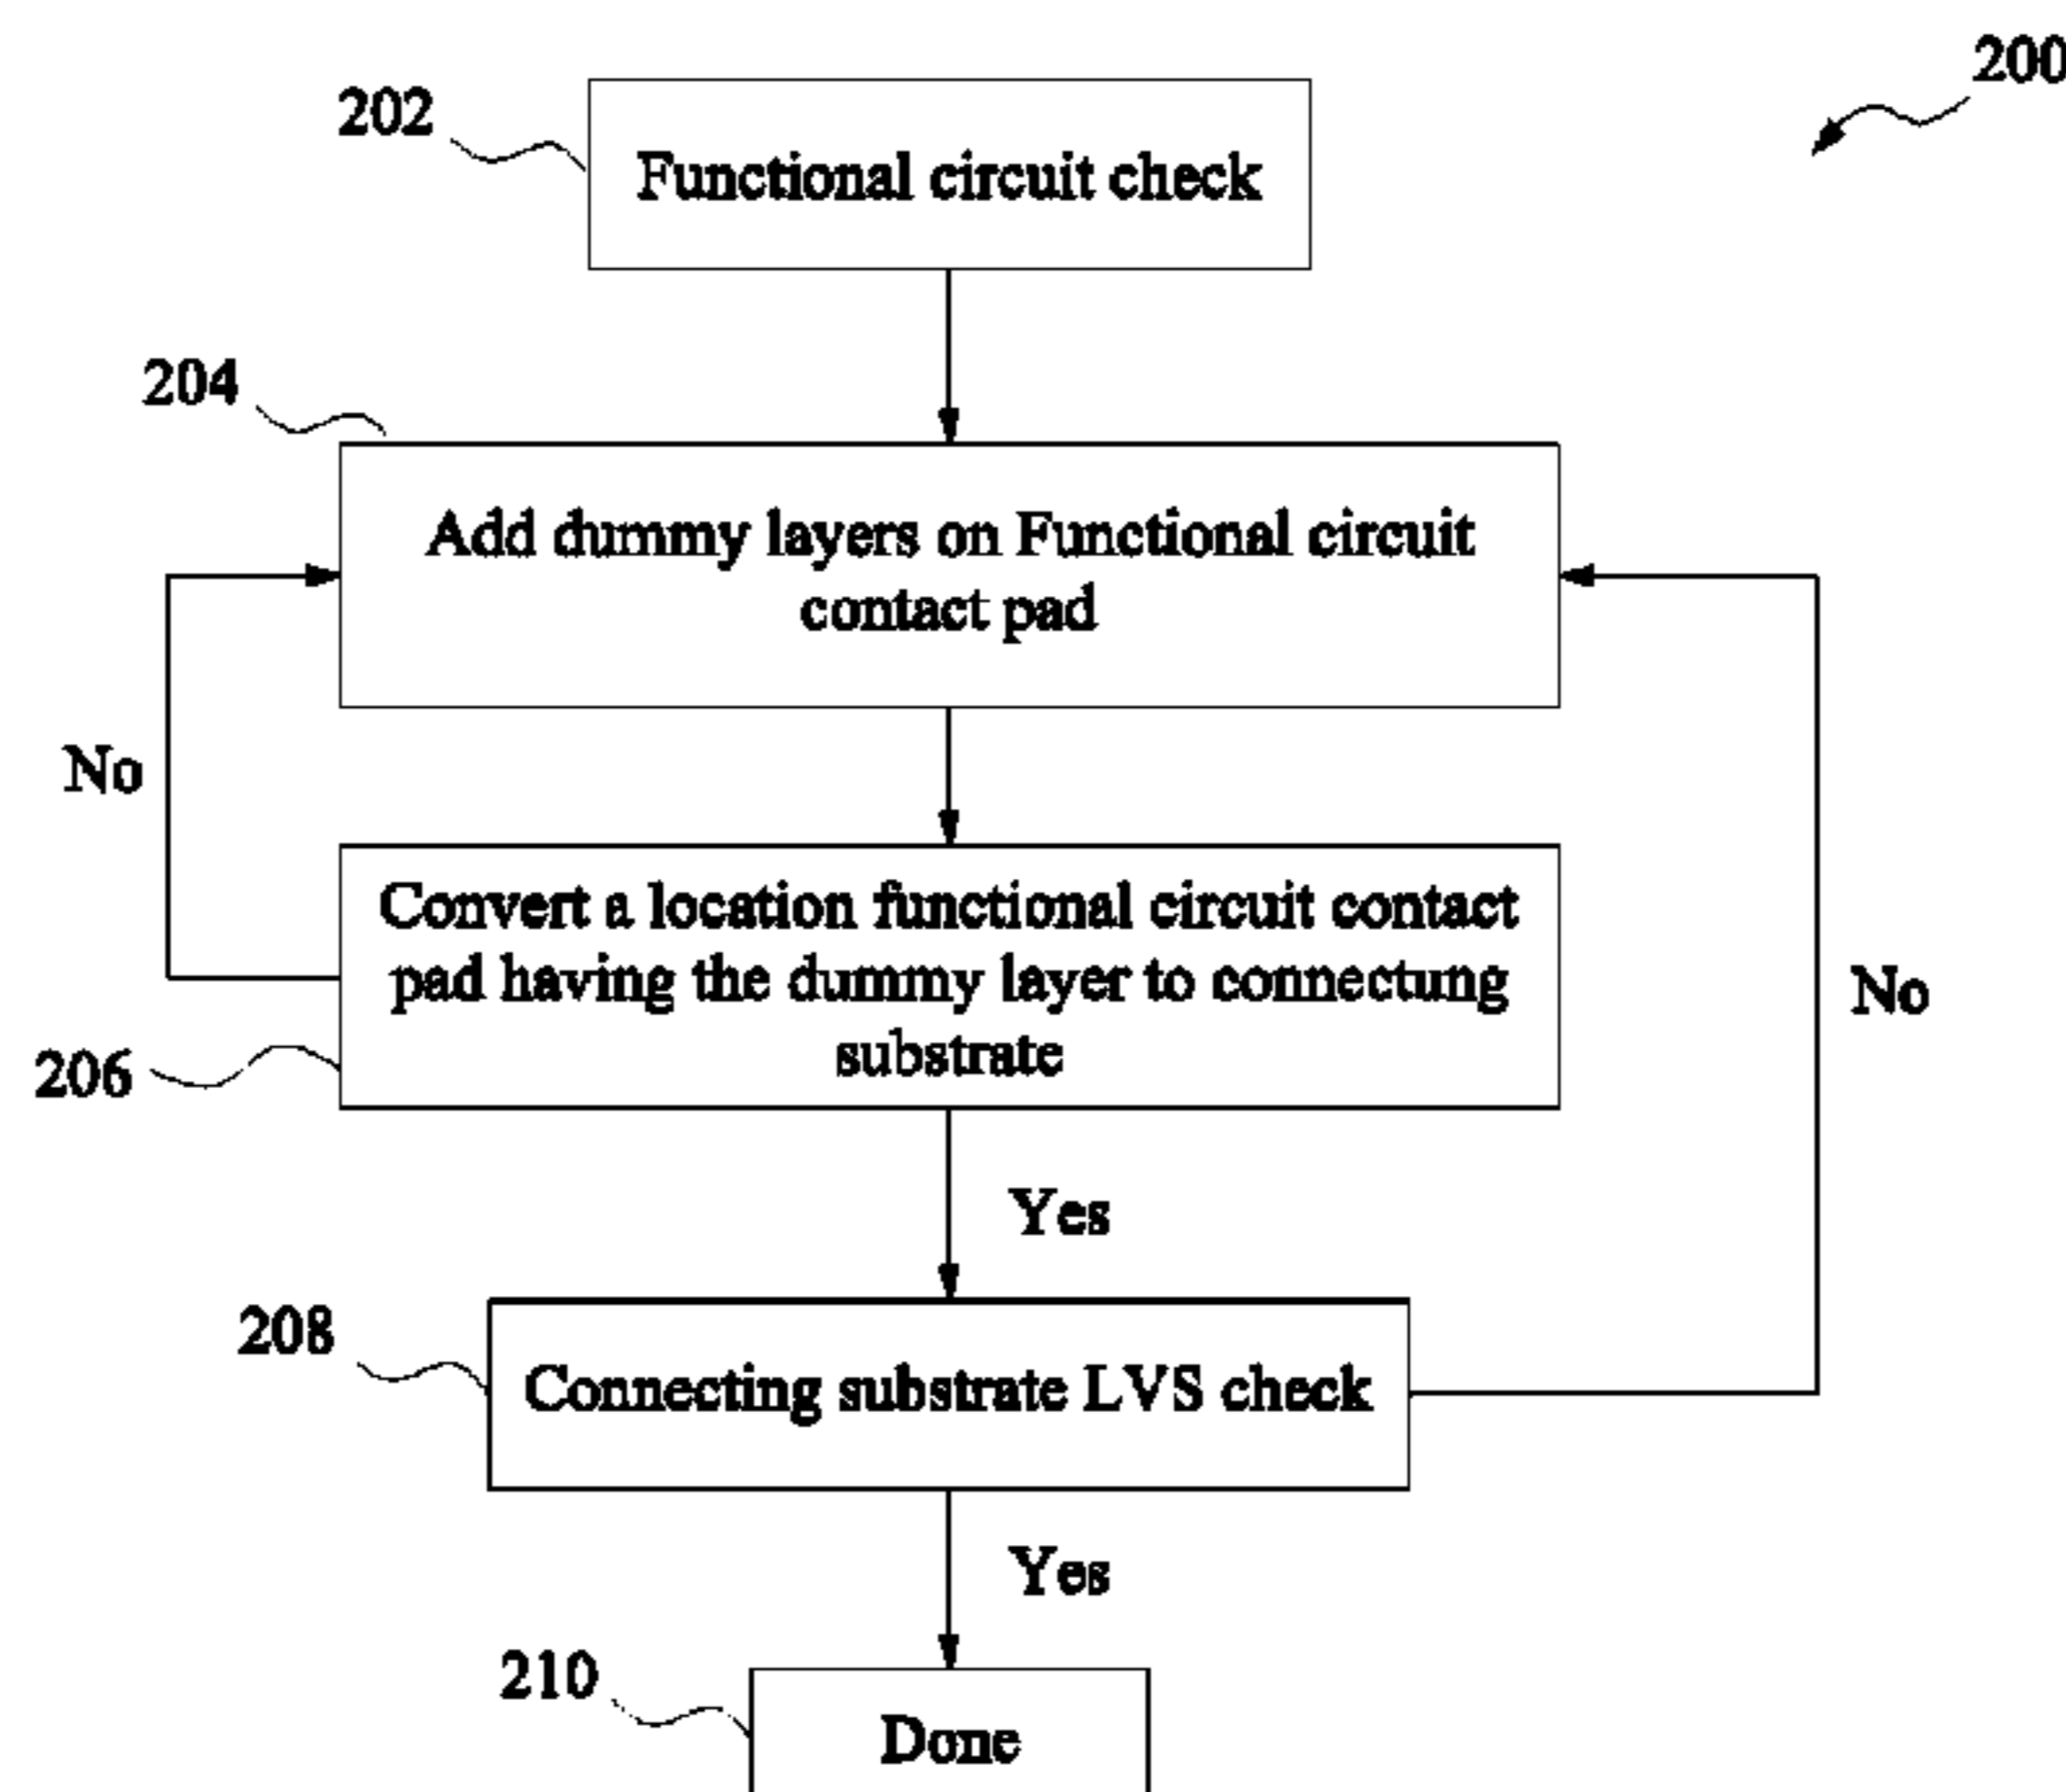 200
202
Functional circuit check
204
Add dummy layers on Functional circuit
contact pad
No
Convert a location functional circuit contact
pad having the dummy layer to connectung
substrate
No
206
Yes
208
Connecting substrate LVS check
Yes
210
Done